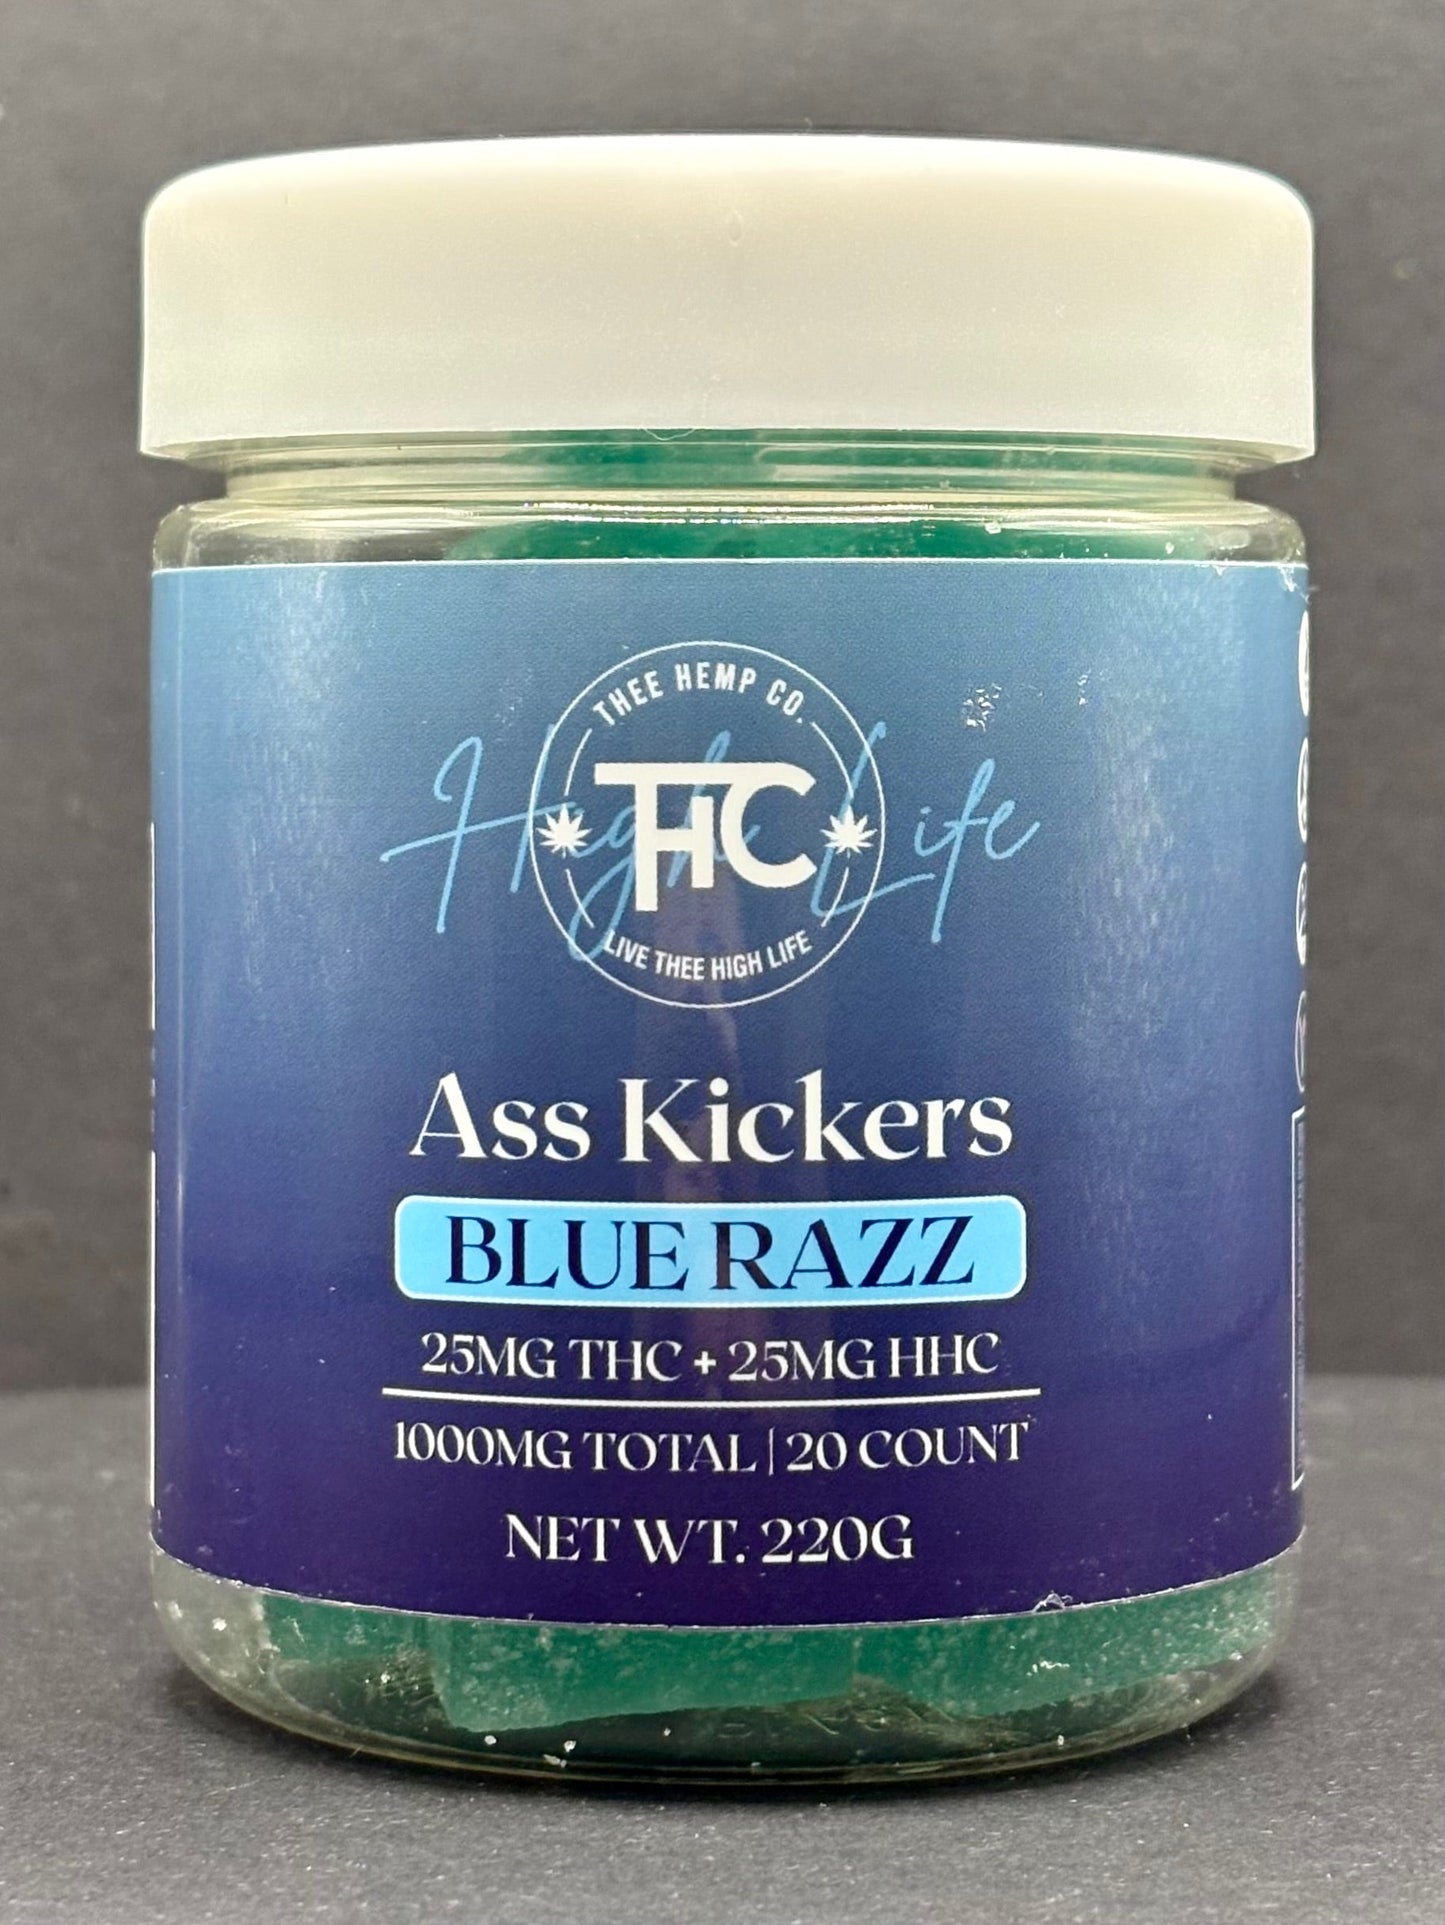 THEE HEMP CO.
High Life
THC
LIVE THEE HIGH LIFE
Ass Kickers
BLUE RAZZ
25MG THC + 25MG HHC
1000MG TOTAL | 20 COUNT
NET WT. 220G